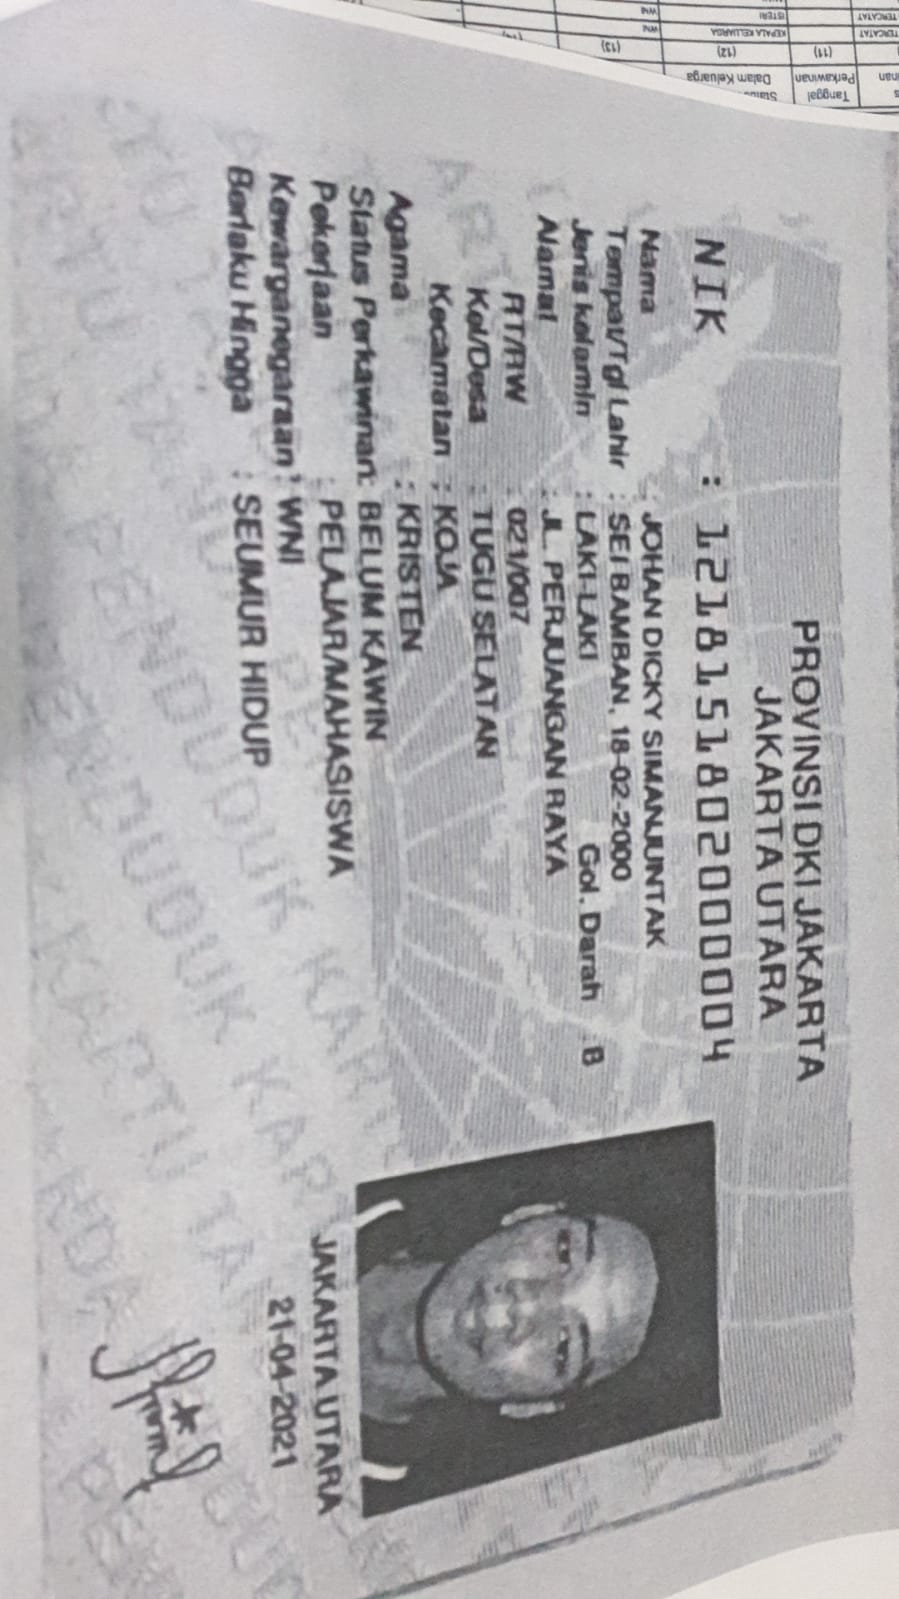 PROVINSI DKI JAKARTA
JAKARTA UTARA
NIK : 1218151802000004
Nama : JOHAN DICKY SIMANJUNTAK
Tempat/Tgl Lahir : SEI BAMBAN, 18-02-2000
Jenis kelamin : LAKI-LAKI Gol. Darah : B
Alamat : JL. PERJUANGAN RAYA
RT/RW : 021/007
Kel/Desa : TUGU SELATAN
Kecamatan : KOJA
Agama : KRISTEN
Status Perkawinan: BELUM KAWIN
Pekerjaan : PELAJAR/MAHASISWA
Kewarganegaraan: WNI
Berlaku Hingga : SEUMUR HIDUP
JAKARTA UTARA
21-04-2021
Tanggal
Perkawinan
Dalam Keluarga
(11) (12) (13)
TERCATAT KEPALA KELUARGA WNI
TERCATAT ISTERI WNI